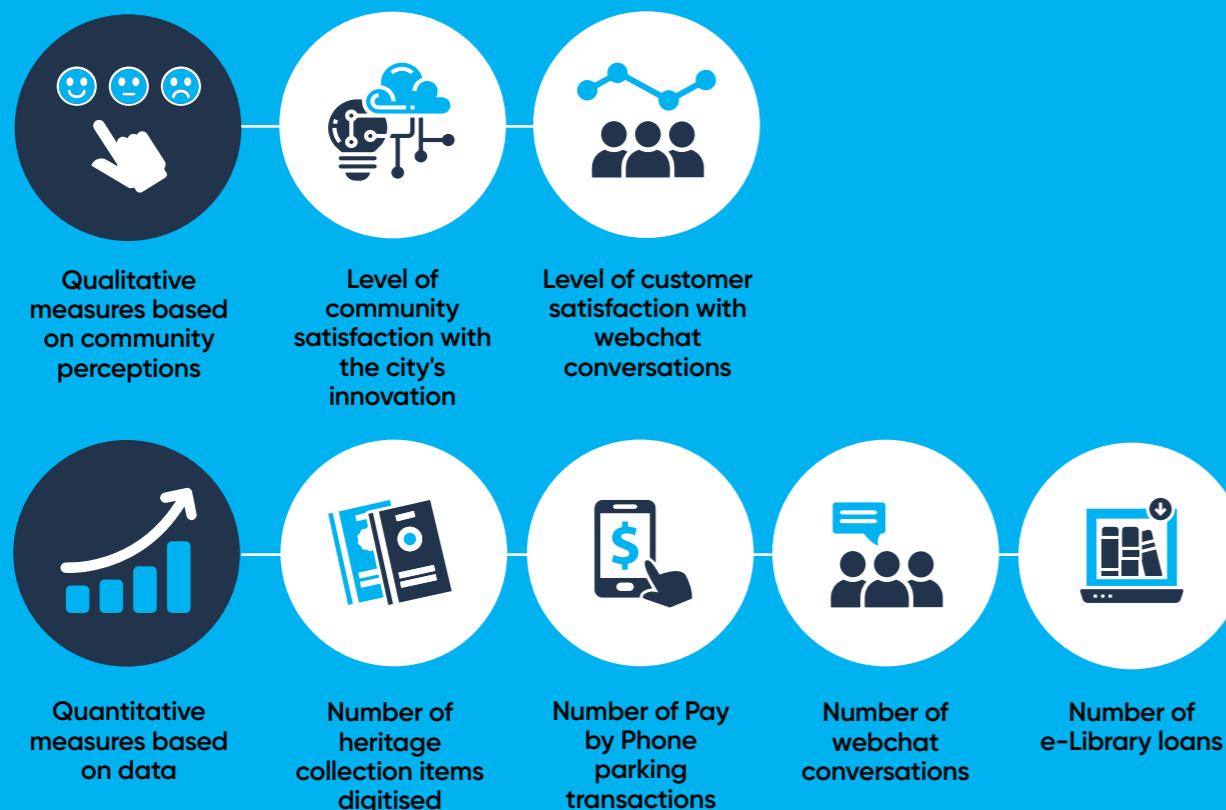 Qualitative
measures based
on community
perceptions
Level of
community
satisfaction with
the city's
innovation
Level of customer
satisfaction with
webchat
conversations
$
Quantitative
measures based
on data
Number of
heritage
collection items
digitised
Number of Pay
by Phone
parking
transactions
Number of
webchat
conversations
Number of
e-Library loans